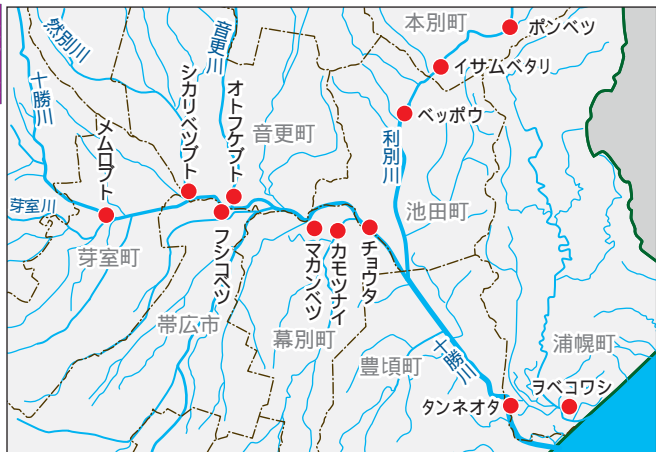 本別町
ポンベツ
然別川
音更川
イサムベタリ
十勝川
シカリベツプト
オトフケプト
ベッポウ
音更町
利別川
メムロプト
芽室川
池田町
芽室町
フシコベツ
マカンベツ
カモツナイ
チョウタ
帯広市
幕別町
豊頃町
十勝川
浦幌町
タンネオタ
ヲベコワシ